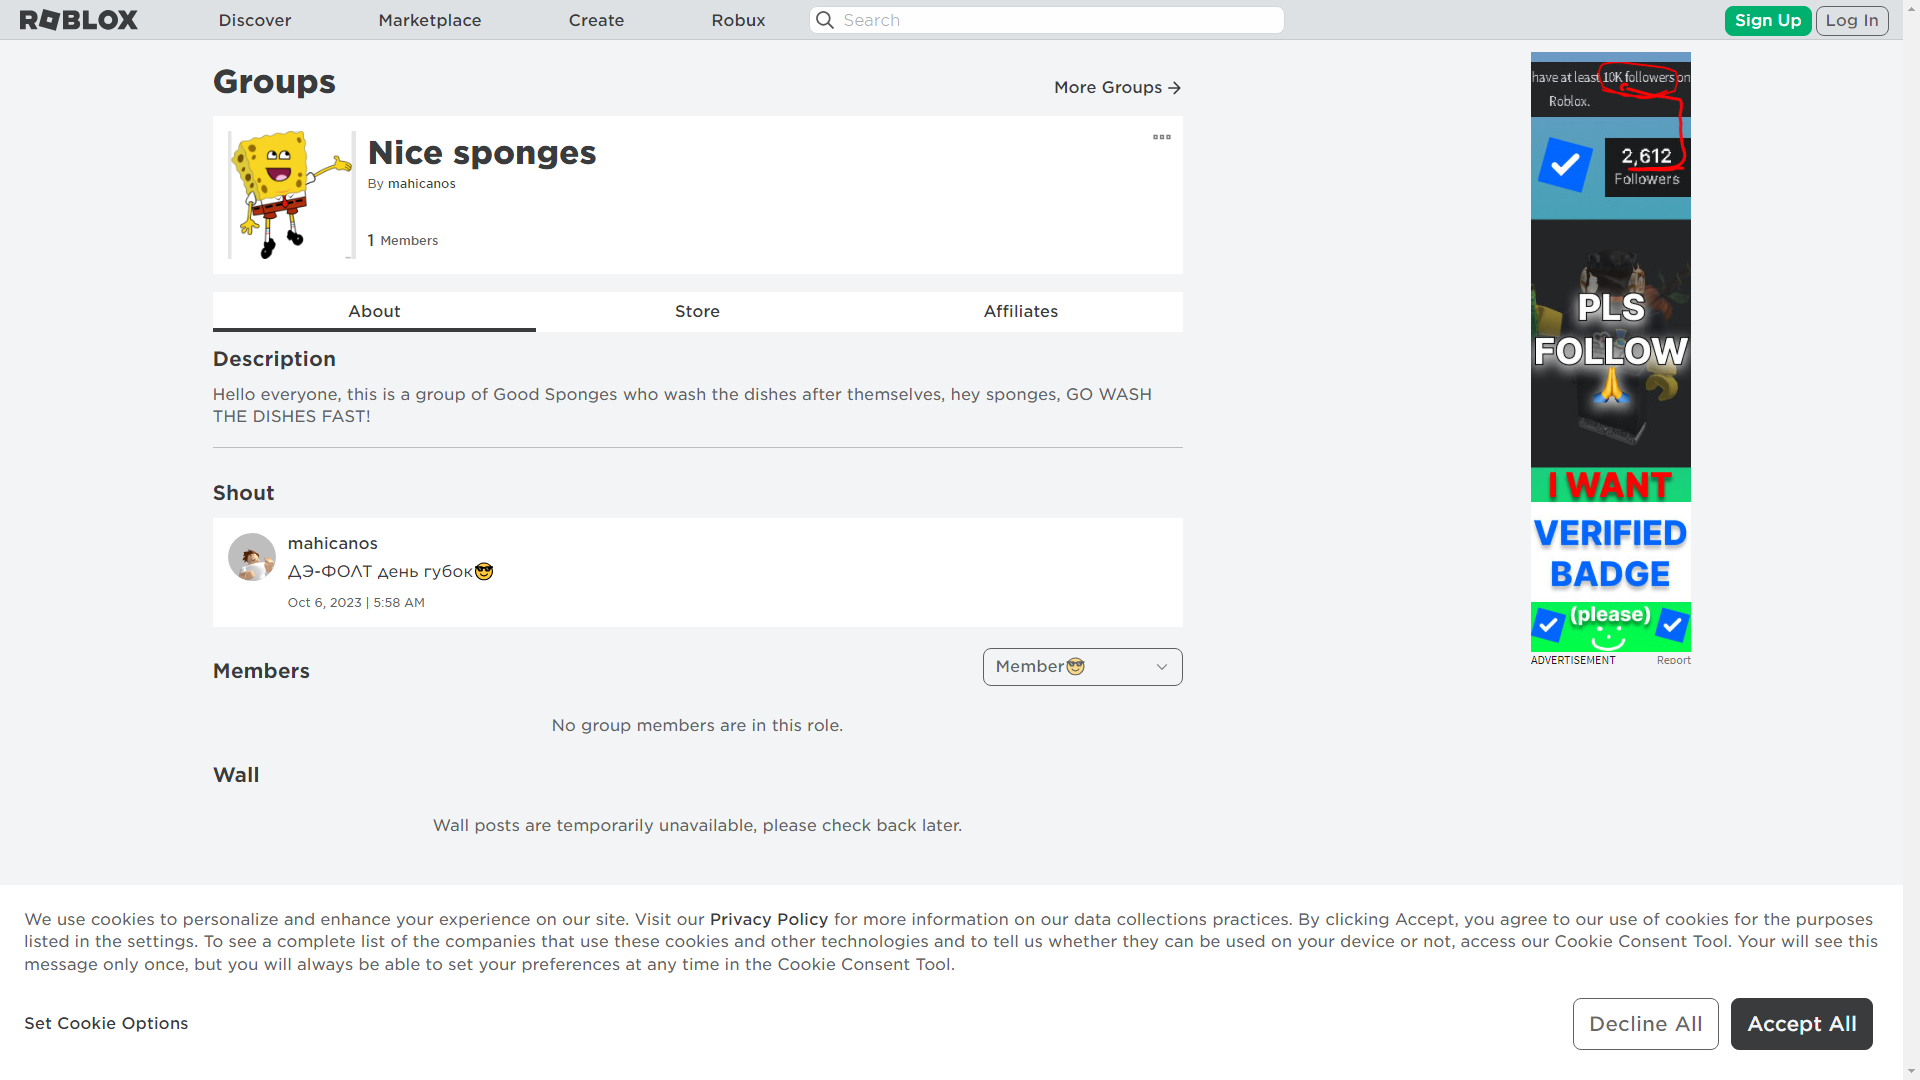 ROBLOX
Discover
Marketplace
Create
Robux
Search
Sign Up
Log In
Groups
More Groups
Nice sponges
By mahicanos
1 Members
About
Store
Affiliates
Description
Hello everyone, this is a group of Good Sponges who wash the dishes after themselves, hey sponges, GO WASH
THE DISHES FAST!
Shout
mahicanos
ДЭ-ФОЛТ день губок😎
Oct 6, 2023 | 5:58 AM
Members
Member😎
No group members are in this role.
Wall
Wall posts are temporarily unavailable, please check back later.
have at least 10K followers on
Roblox.
2,612
Followers
PLS
FOLLOW
🙏
I WANT
VERIFIED
BADGE
(please)
ADVERTISEMENT
Report
We use cookies to personalize and enhance your experience on our site. Visit our Privacy Policy for more information on our data collections practices. By clicking Accept, you agree to our use of cookies for the purposes
listed in the settings. To see a complete list of the companies that use these cookies and other technologies and to tell us whether they can be used on your device or not, access our Cookie Consent Tool. Your will see this
message only once, but you will always be able to set your preferences at any time in the Cookie Consent Tool.
Set Cookie Options
Decline All
Accept All